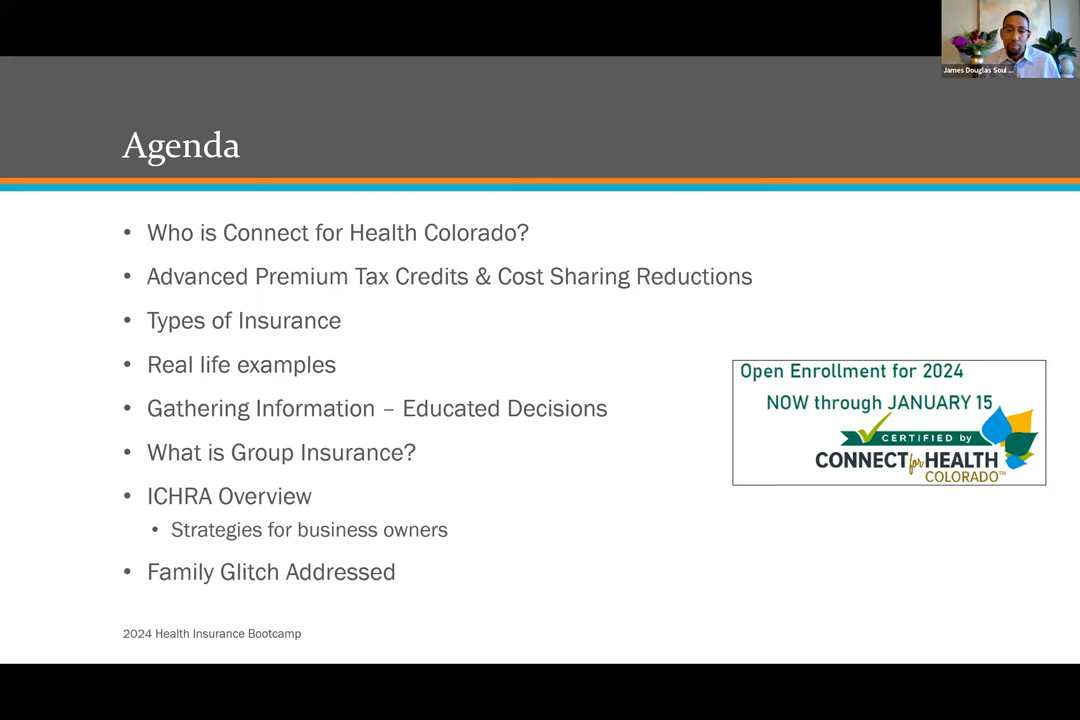 James Douglas Soul...
Agenda
• Who is Connect for Health Colorado?
• Advanced Premium Tax Credits & Cost Sharing Reductions
• Types of Insurance
• Real life examples
• Gathering Information – Educated Decisions
• What is Group Insurance?
• ICHRA Overview
• Strategies for business owners
• Family Glitch Addressed
Open Enrollment for 2024
NOW through JANUARY 15
CERTIFIED by
CONNECT for HEALTH
COLORADO™
2024 Health Insurance Bootcamp